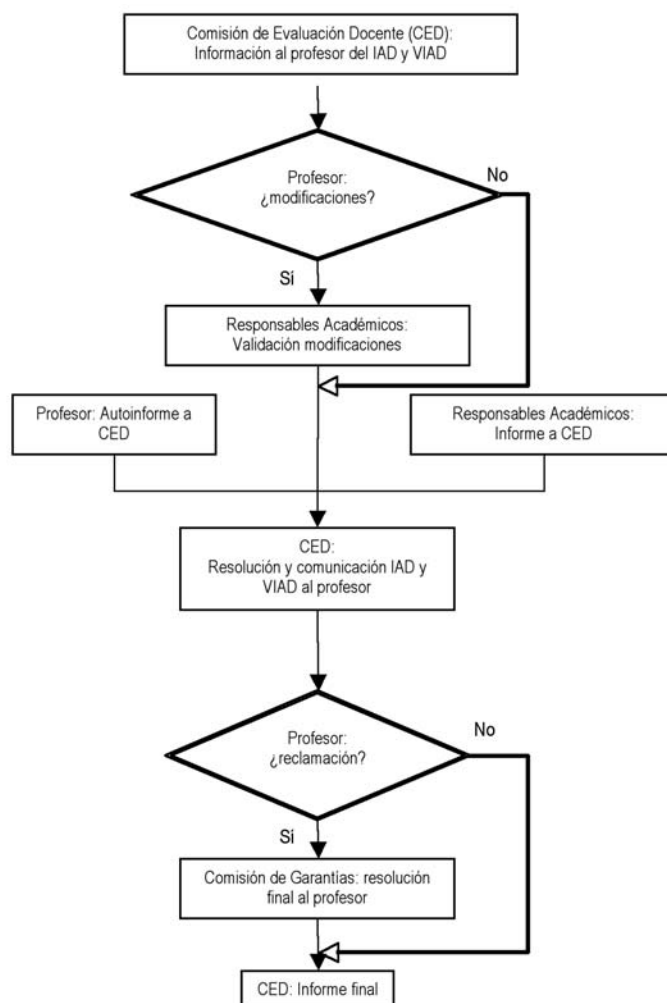 Comisión de Evaluación Docente (CED):
Información al profesor del IAD y VIAD
No
Profesor:
¿modificaciones?
Si
Responsables Académicos:
Validación modificaciones
Profesor: Autoinforme a
CED
Responsables Académicos:
Informe a CED
CED:
Resolución y comunicación IAD y
VIAD al profesor
No
Profesor:
¿reclamación?
Si
Comisión de Garantías: resolución
final al profesor
CED: Informe final